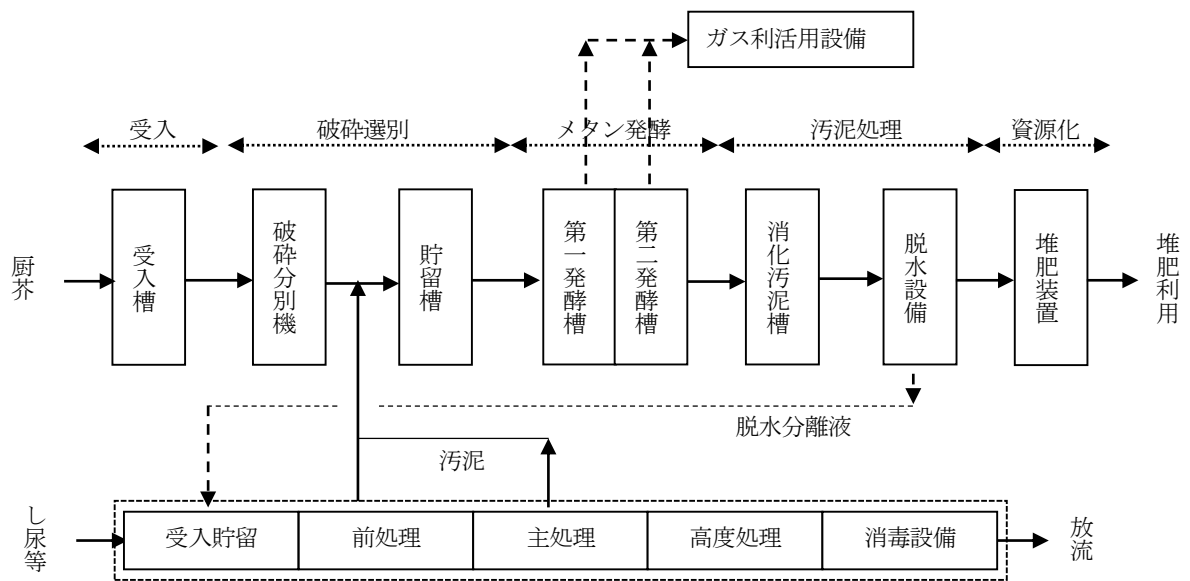 ガス利活用設備
受入
破砕選別
メタン発酵
汚泥処理
資源化
厨芥
受入槽
破砕分別機
貯留槽
第一発酵槽
第二発酵槽
消化汚泥槽
脱水設備
堆肥装置
堆肥利用
脱水分離液
汚泥
し尿等
受入貯留
前処理
主処理
高度処理
消毒設備
放流